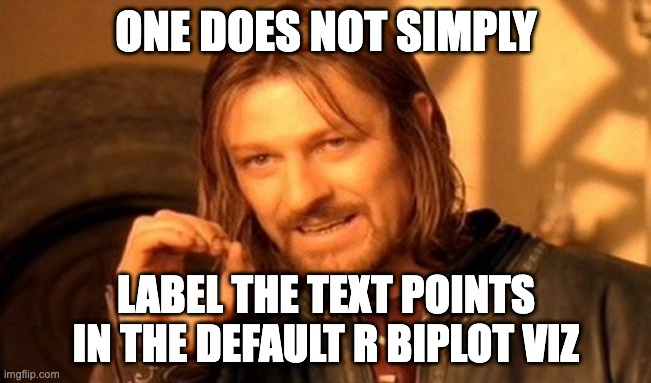 ONE DOES NOT SIMPLY
LABEL THE TEXT POINTS
IN THE DEFAULT R BIPLOT VIZ
imgflip.com